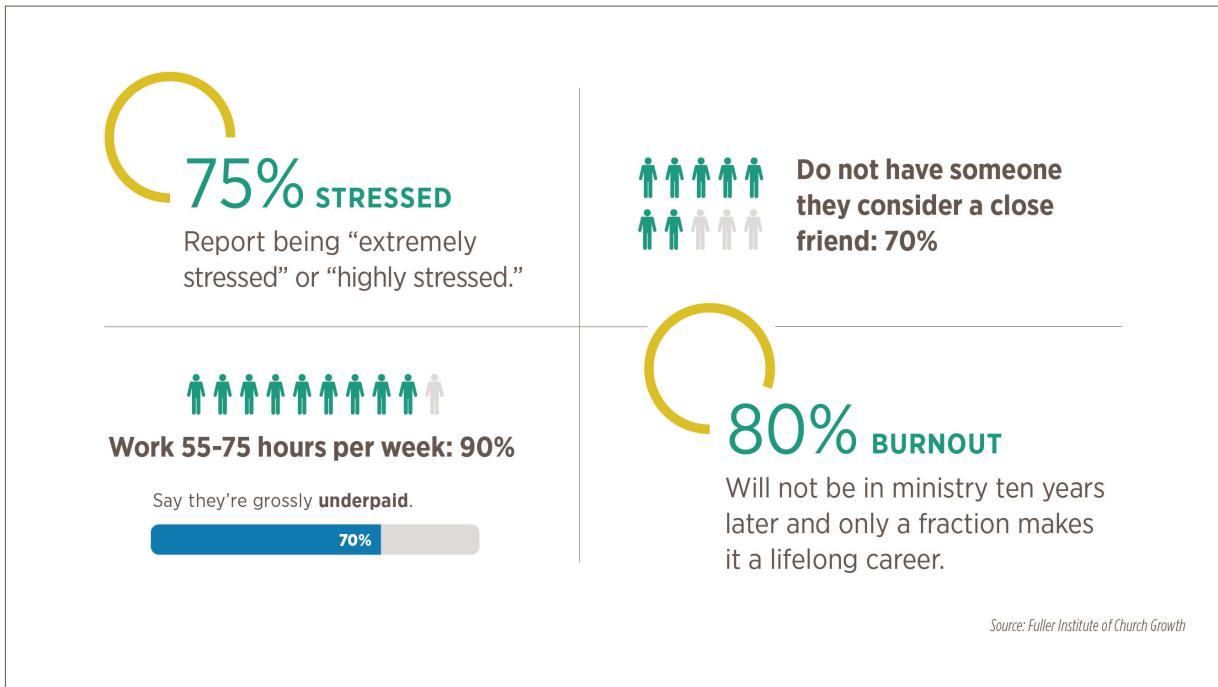 75% STRESSED
Report being “extremely
stressed” or “highly stressed.”
Do not have someone
they consider a close
friend: 70%
Work 55-75 hours per week: 90%
Say they’re grossly underpaid.
70%
80% BURNOUT
Will not be in ministry ten years
later and only a fraction makes
it a lifelong career.
Source: Fuller Institute of Church Growth